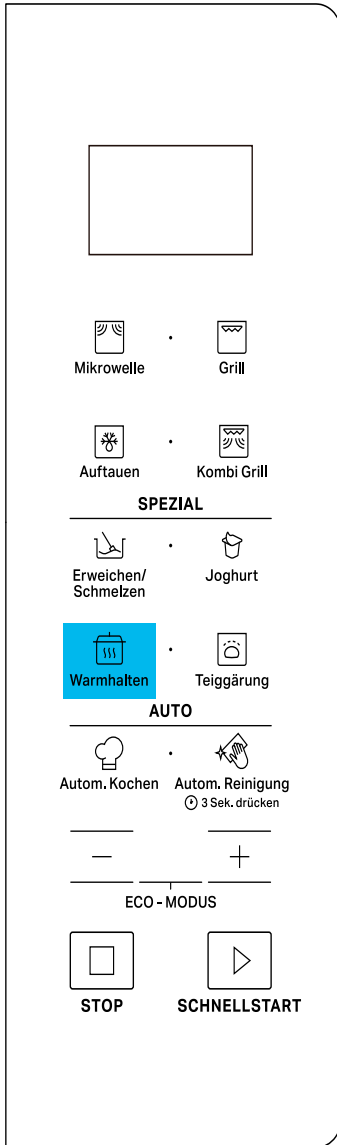 Mikrowelle
Grill
Auftauen
Kombi Grill
SPEZIAL
Erweichen/
Schmelzen
Joghurt
Warmhalten
Teiggärung
AUTO
Autom. Kochen
Autom. Reinigung
3 Sek. drücken
ECO - MODUS
STOP
SCHNELLSTART